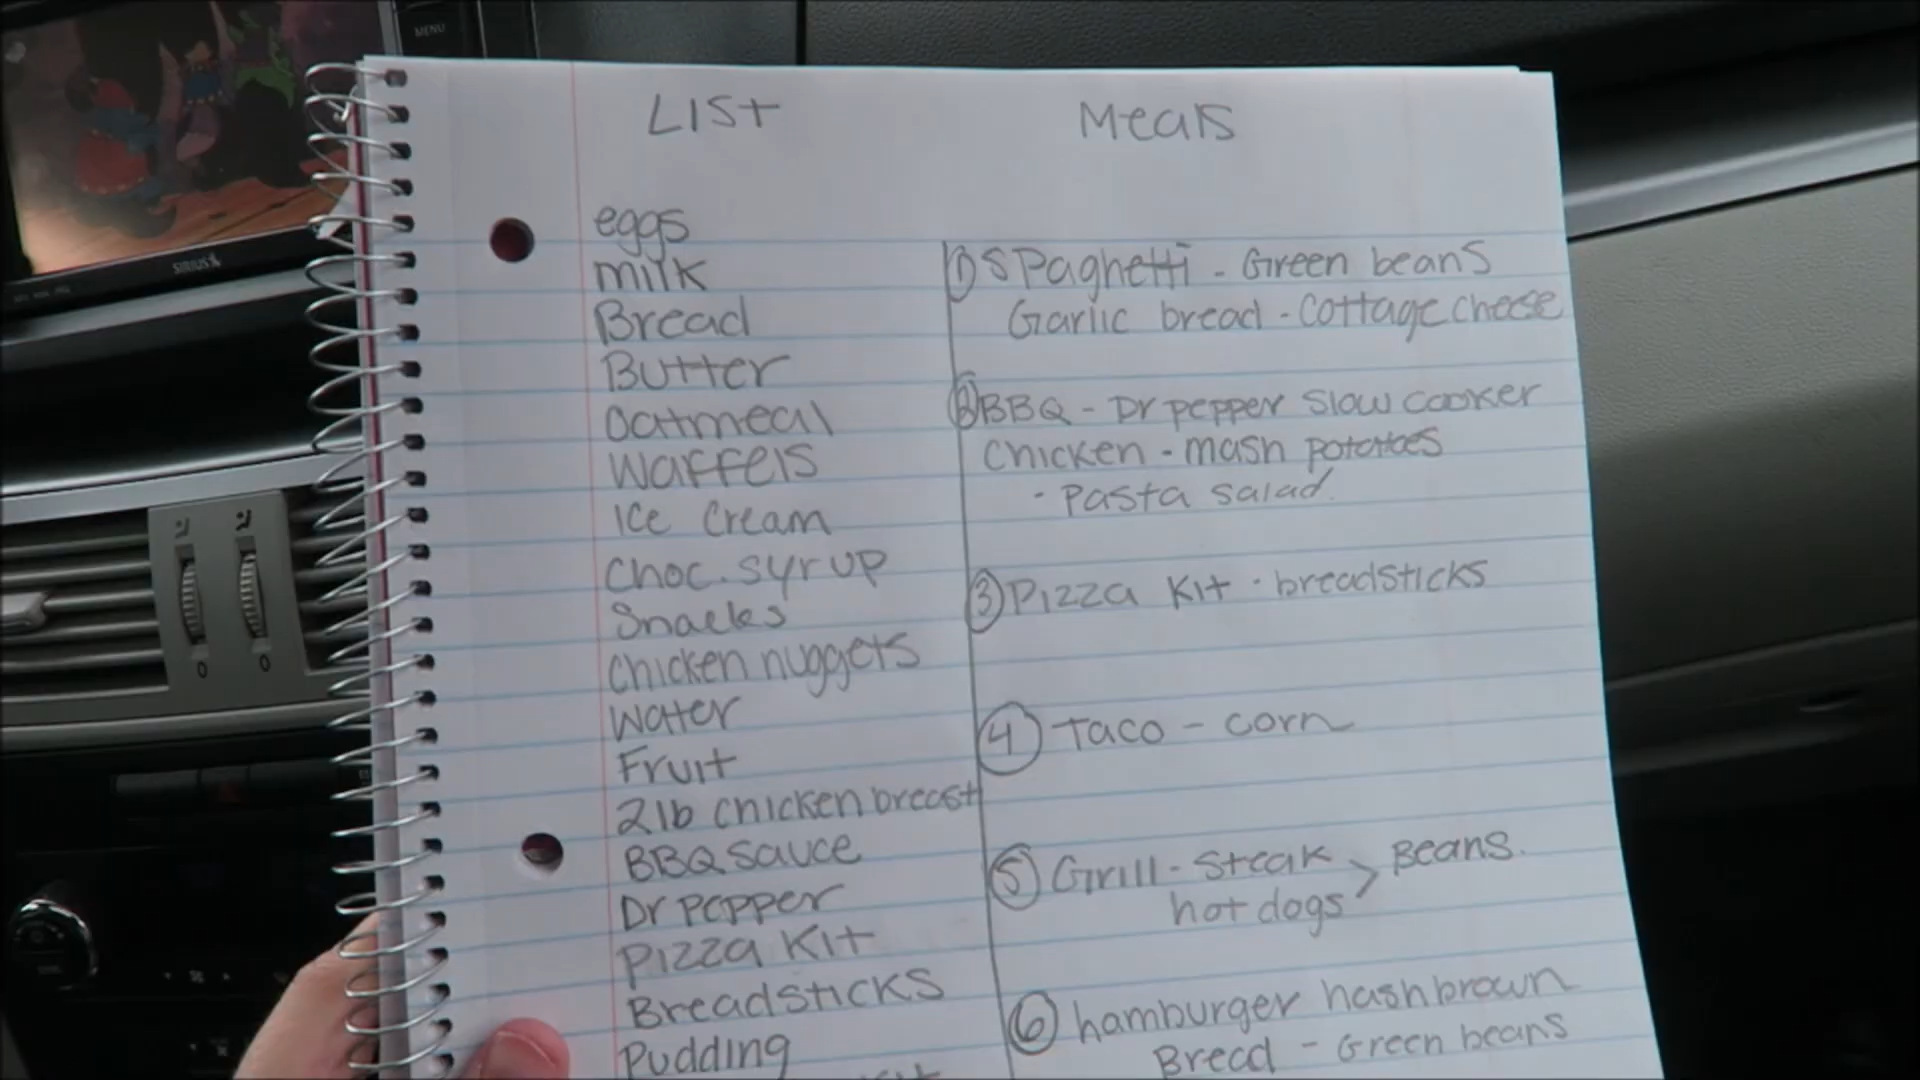 MENU
SIRIUS
LIST
Meals
eggs
milk
Bread
Butter
Oatmeal
Waffels
Ice Cream
Choc. Syrup
Snacks
Chicken nuggets
Water
Fruit
2lb chicken breast
BBQ Sauce
Dr pepper
Pizza Kit
Breadsticks
Pudding
① Spaghetti - Green beans
Garlic bread - Cottage cheese
② BBQ - Dr pepper Slow cooker
Chicken - mash potatoes
- Pasta salad.
③ Pizza Kit - breadsticks
④ Taco - corn
⑤ Grill - Steak > Beans.
hot dogs
⑥ hamburger hashbrown
Bread - Green beans
0
0